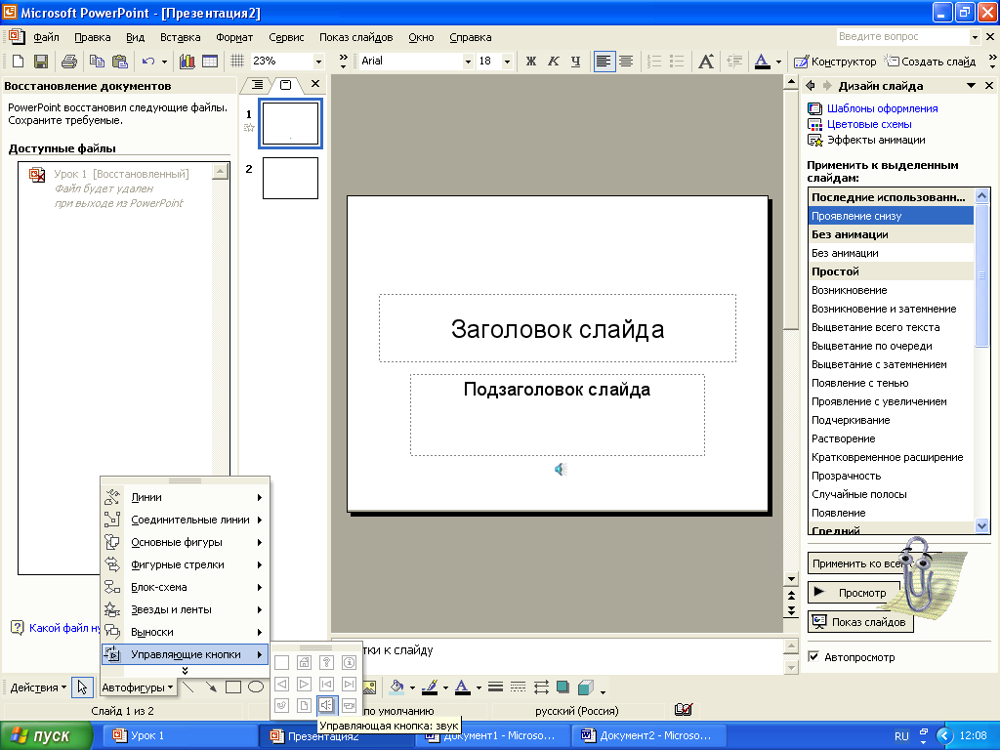 Microsoft PowerPoint - [Презентация2]
Файл Правка Вид Вставка Формат Сервис Показ слайдов Окно Справка
Введите вопрос
23% Arial 18 Ж К Ч Конструктор Создать слайд
Восстановление документов
PowerPoint восстановил следующие файлы.
Сохраните требуемые.
Доступные файлы
Урок 1 [Восстановленный]
Файл будет удален
при выходе из PowerPoint
Какой файл
1
2
Заголовок слайда
Подзаголовок слайда
Дизайн слайда
Шаблоны оформления
Цветовые схемы
Эффекты анимации
Применить к выделенным
слайдам:
Последние использованн...
Проявление снизу
Без анимации
Без анимации
Простой
Возникновение
Возникновение и затемнение
Выцветание всего текста
Выцветание по очереди
Выцветание с затемнением
Появление с тенью
Проявление с увеличением
Подчеркивание
Растворение
Кратковременное расширение
Прозрачность
Случайные полосы
Появление
Средний
Применить ко все
Просмотр
Показ слайдов
Автопросмотр
Линии
Соединительные линии
Основные фигуры
Фигурные стрелки
Блок-схема
Звезды и ленты
Выноски
Управляющие кнопки
тки к слайду
Действия Автофигуры
Управляющая кнопка: звук
Слайд 1 из 2 по умолчанию русский (Россия)
пуск Урок 1 Презентация2 Документ1 - Microso... Документ2 - Microso... RU 12:08